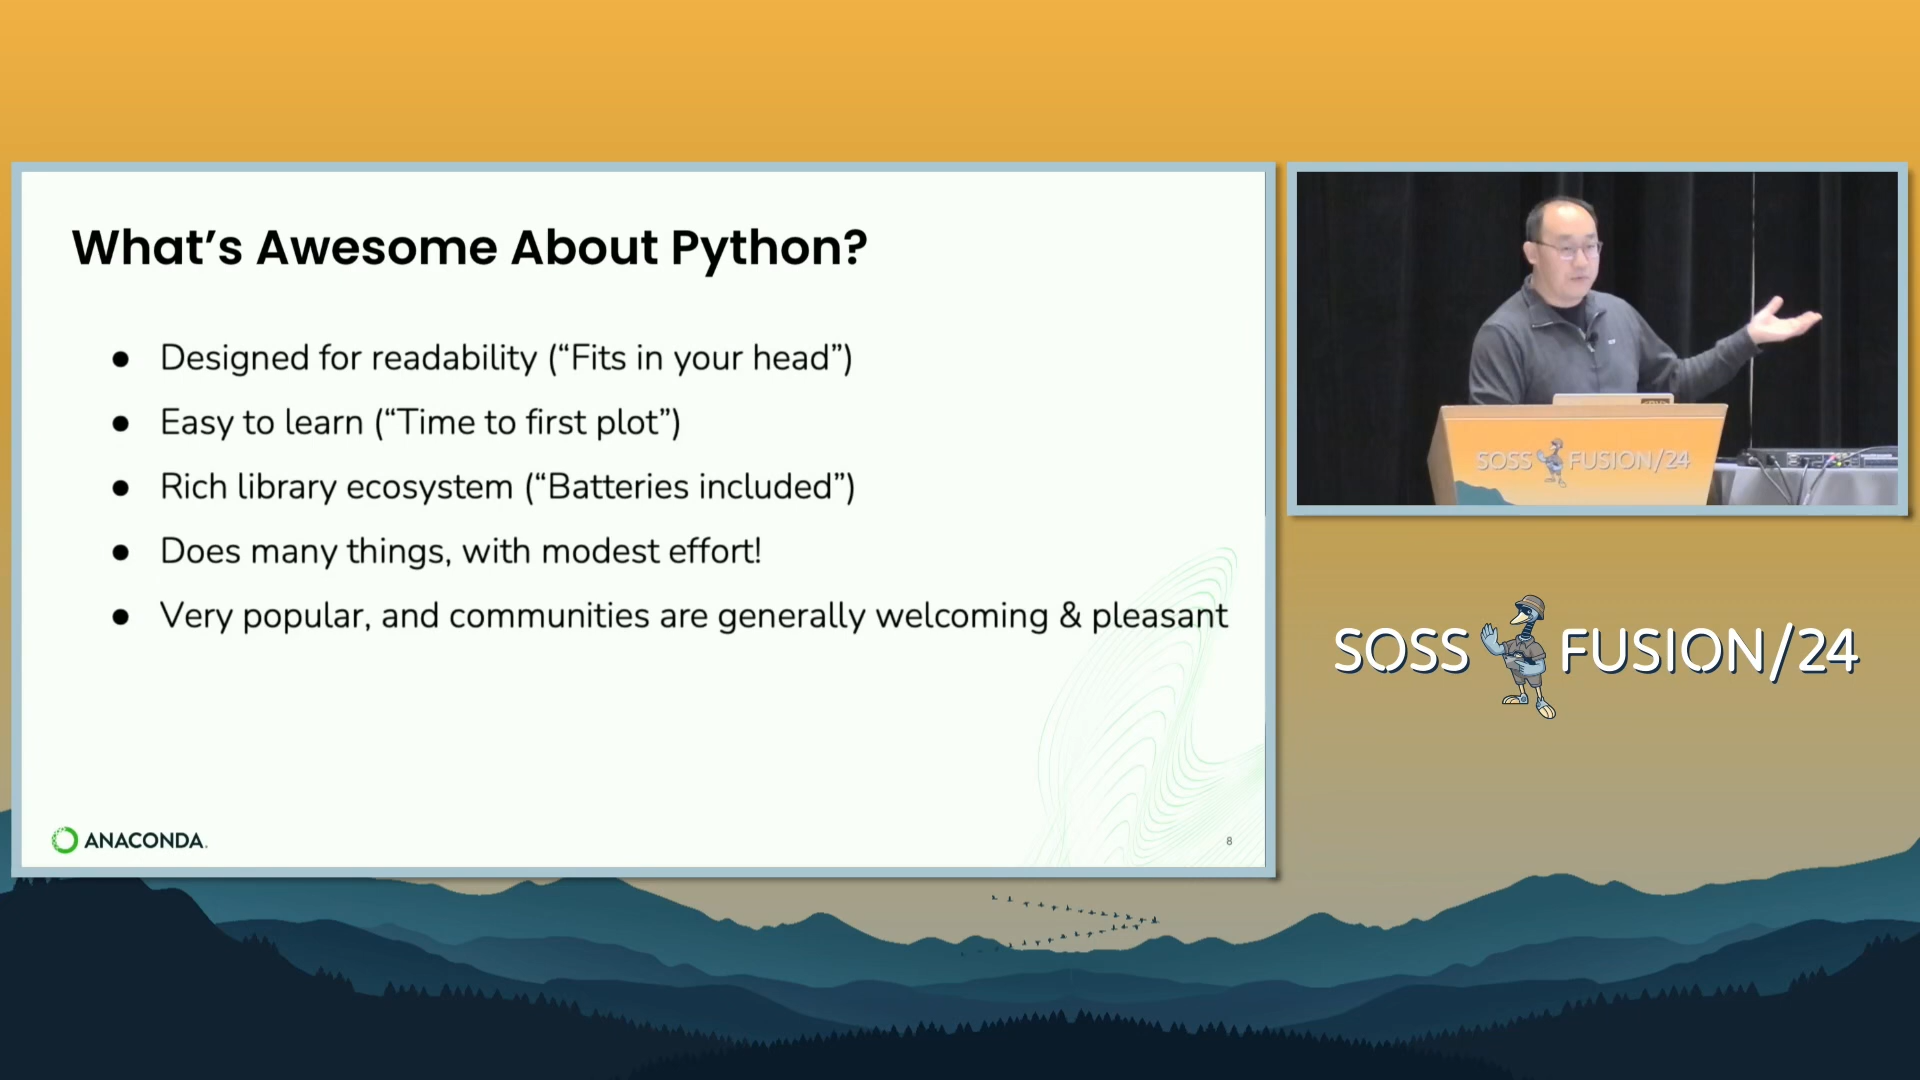 What's Awesome About Python?
● Designed for readability (“Fits in your head”)
● Easy to learn (“Time to first plot”)
● Rich library ecosystem (“Batteries included”)
● Does many things, with modest effort!
● Very popular, and communities are generally welcoming & pleasant
ANACONDA.
8
SOSS FUSION/24
SOSS FUSION/24